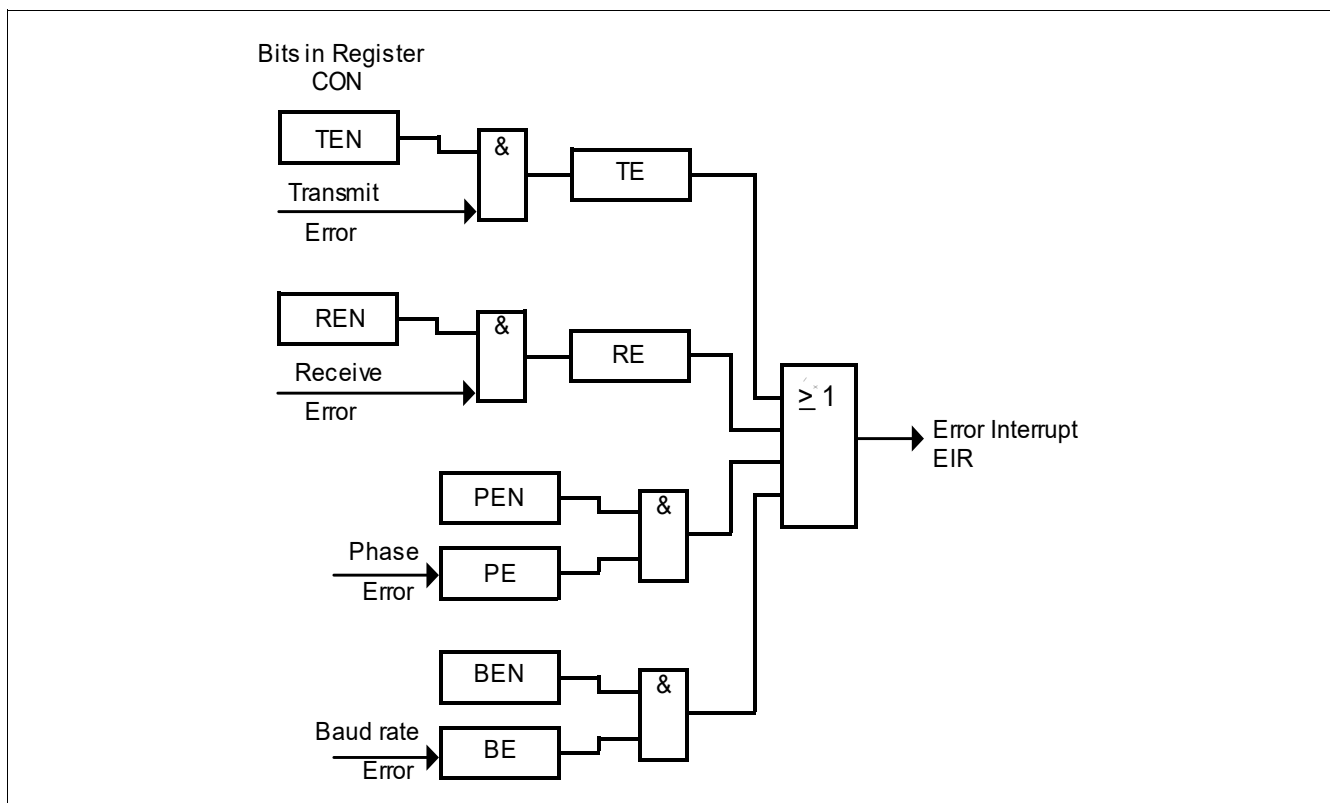 Bits in Register
CON
TEN
&
TE
Transmit
Error
REN
&
RE
Receive
Error
≥ 1
Error Interrupt
EIR
PEN
&
Phase
PE
Error
BEN
&
Baud rate
BE
Error